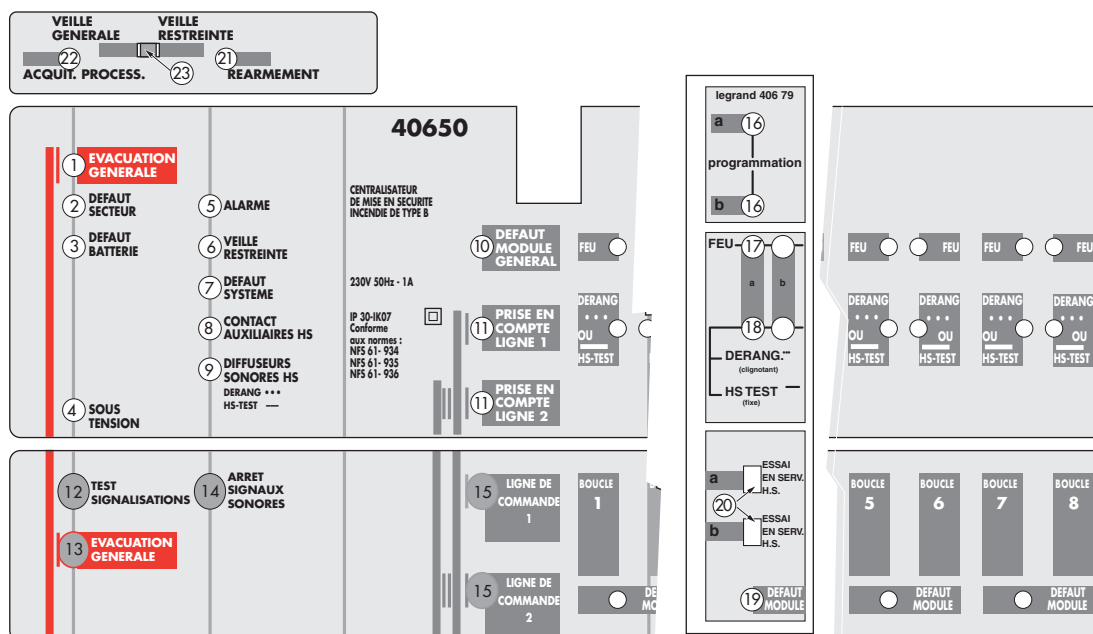 VEILLE
GENERALE
VEILLE
RESTREINTE
22
21
ACQUIT. PROCESS.
23
REARMEMENT
40650
1
EVACUATION
GENERALE
2
DEFAUT
SECTEUR
3
DEFAUT
BATTERIE
4
SOUS
TENSION
5
ALARME
6
VEILLE
RESTREINTE
7
DEFAUT
SYSTEME
8
CONTACT
AUXILIAIRES HS
9
DIFFUSEURS
SONORES HS
DERANG •••
HS-TEST —
CENTRALISATEUR
DE MISE EN SECURITE
INCENDIE DE TYPE B
230V 50Hz - 1A
IP 30-IK07
Conforme
aux normes :
NFS 61- 934
NFS 61- 935
NFS 61- 936
10
DEFAUT
MODULE
GENERAL
11
PRISE EN
COMPTE
LIGNE 1
11
PRISE EN
COMPTE
LIGNE 2
FEU
DERANG
•••
OU
HS-TEST
12
TEST
SIGNALISATIONS
13
EVACUATION
GENERALE
14
ARRET
SIGNAUX
SONORES
15
LIGNE DE
COMMANDE
1
15
LIGNE DE
COMMANDE
2
BOUCLE
1
DE
MO
legrand 406 79
a
16
programmation
b
16
FEU
17
a
b
18
DERANG.•••
(clignotant)
HS TEST —
(fixe)
a
ESSAI
EN SERV.
H.S.
20
b
ESSAI
EN SERV.
H.S.
19
DEFAUT
MODULE
FEU
FEU
FEU
FEU
DERANG
•••
OU
HS-TEST
DERANG
•••
OU
HS-TEST
DERANG
•••
OU
HS-TEST
DERANG
•••
OU
HS-TEST
BOUCLE
5
BOUCLE
6
BOUCLE
7
BOUCLE
8
DEFAUT
MODULE
DEFAUT
MODULE